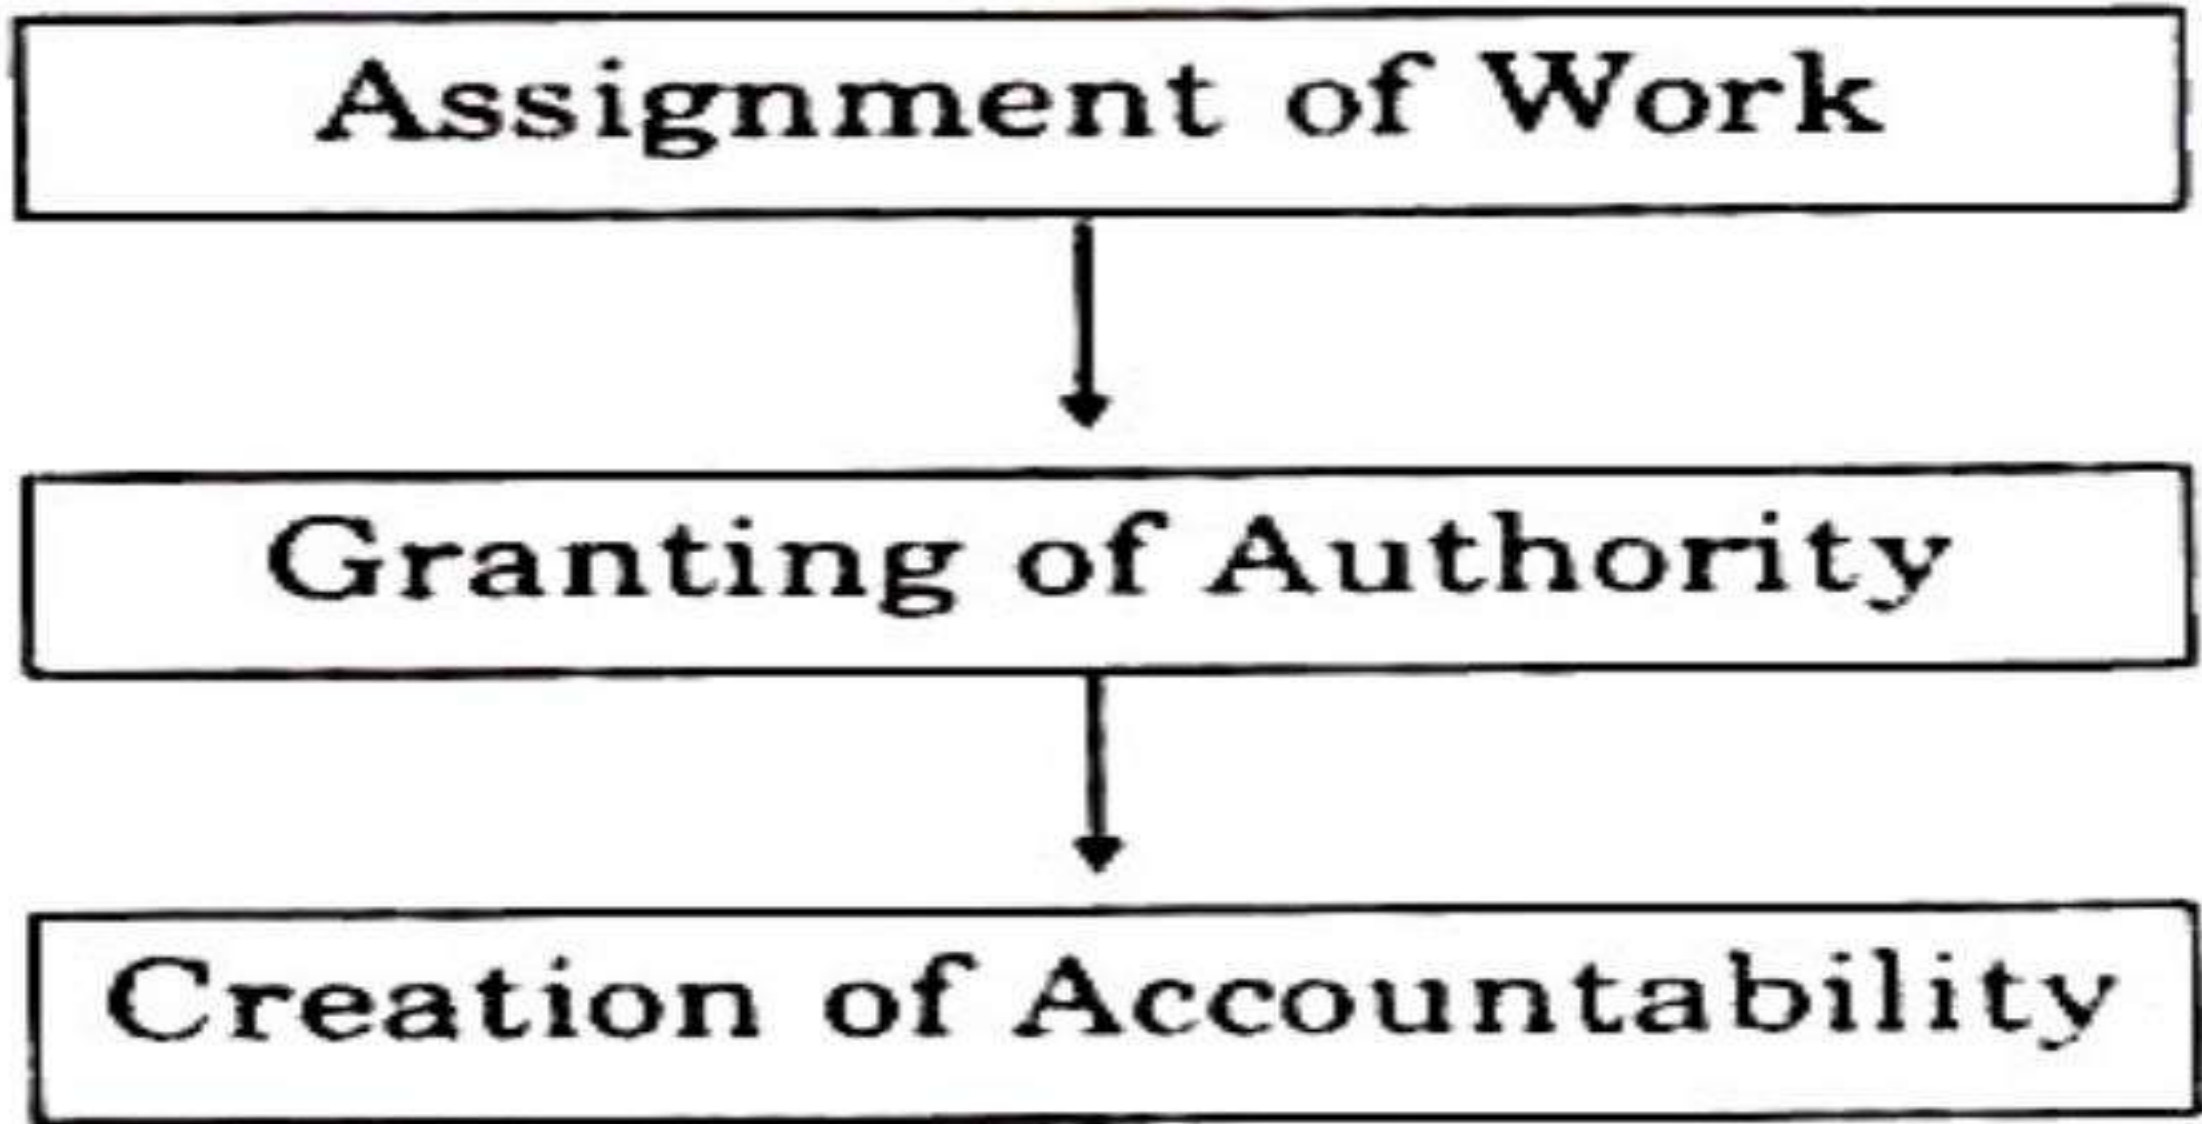 Assignment of Work
Granting of Authority
Creation of Accountability